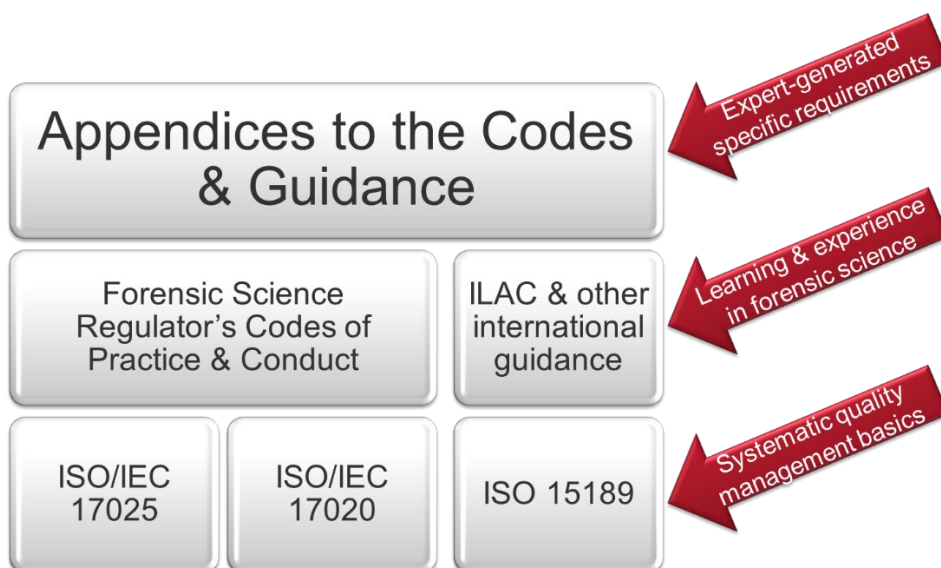 Appendices to the Codes
& Guidance
Expert-generated
specific requirements
Forensic Science
Regulator’s Codes of
Practice & Conduct
ILAC & other
international
guidance
Learning & experience
in forensic science
ISO/IEC
17025
ISO/IEC
17020
ISO 15189
Systematic quality
management basics